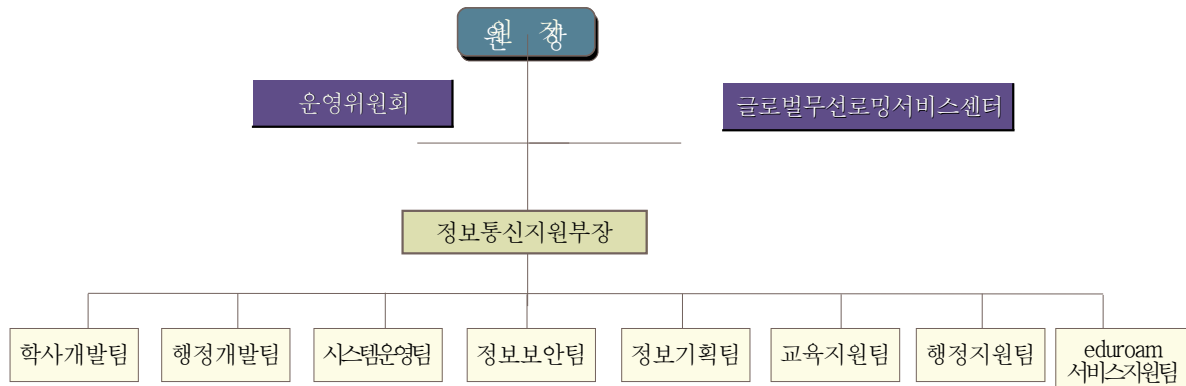 원 장
운영위원회
글로벌무선로밍서비스센터
정보통신지원부장
학사개발팀
행정개발팀
시스템운영팀
정보보안팀
정보기획팀
교육지원팀
행정지원팀
eduroam
서비스지원팀